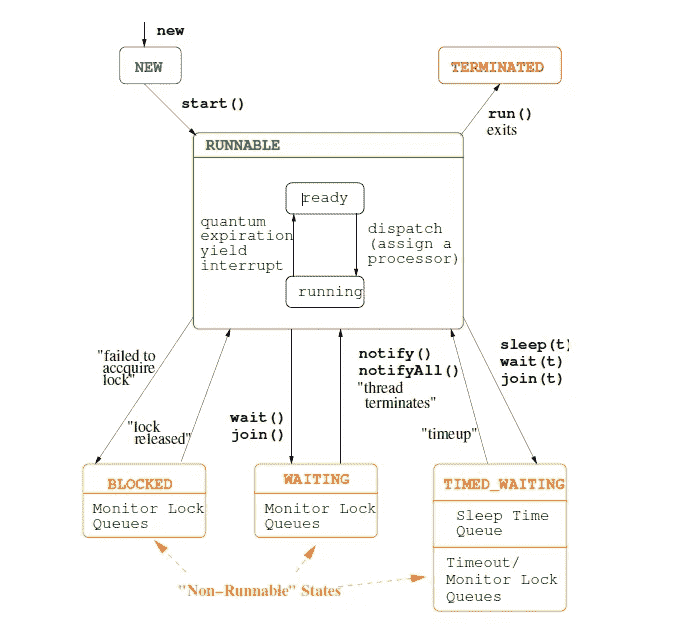 new
NEW
TERMINATED
start()
run()
exits
RUNNABLE
ready
quantum
expiration
yield
interrupt
dispatch
(assign a
processor)
running
"failed to
accquire
lock"
"lock
released"
wait()
join()
notify()
notifyAll()
"thread
terminates"
"timeup"
sleep(t)
wait(t)
join(t)
BLOCKED
Monitor Lock
Queues
WAITING
Monitor Lock
Queues
TIMED_WAITING
Sleep Time
Queue
Timeout/
Monitor Lock
Queues
"Non-Runnable" States